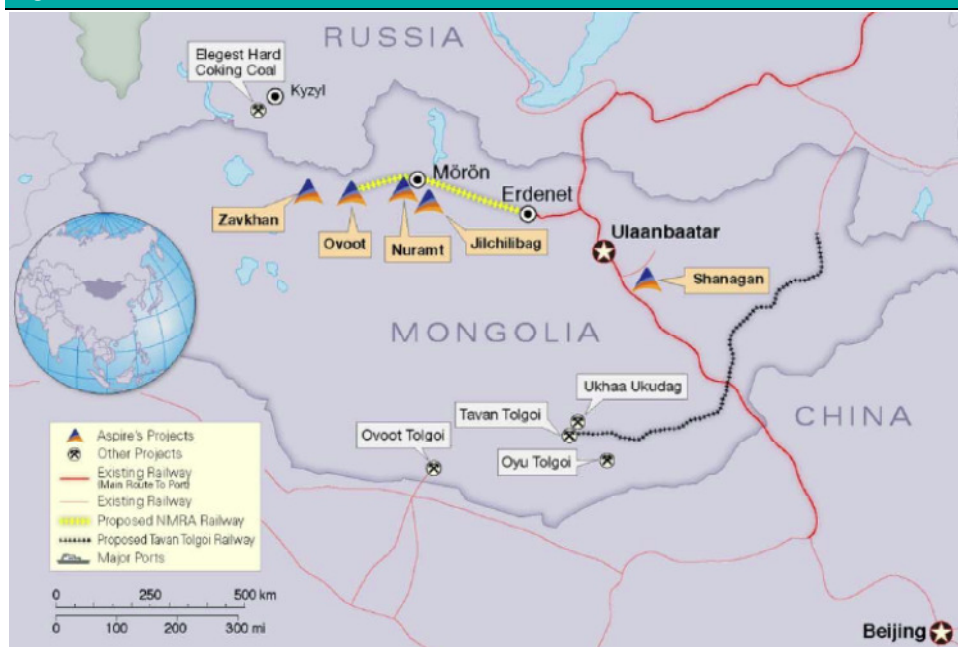 RUSSIA
Elegest Hard
Coking Coal
Kyzyl
Mörön
Erdenet
Zavkhan
Ovoot
Nuramt
Jilchilibag
Ulaanbaatar
Shanagan
MONGOLIA
Ukhaa Ukudag
Tavan Tolgoi
CHINA
Ovoot Tolgoi
Oyu Tolgoi
Aspire's Projects
Other Projects
Existing Railway
(Main Route To Port)
Existing Railway
Proposed NMRA Railway
Proposed Tavan Tolgoi Railway
Major Ports
0 250 500 km
0 100 200 300 mi
Beijing